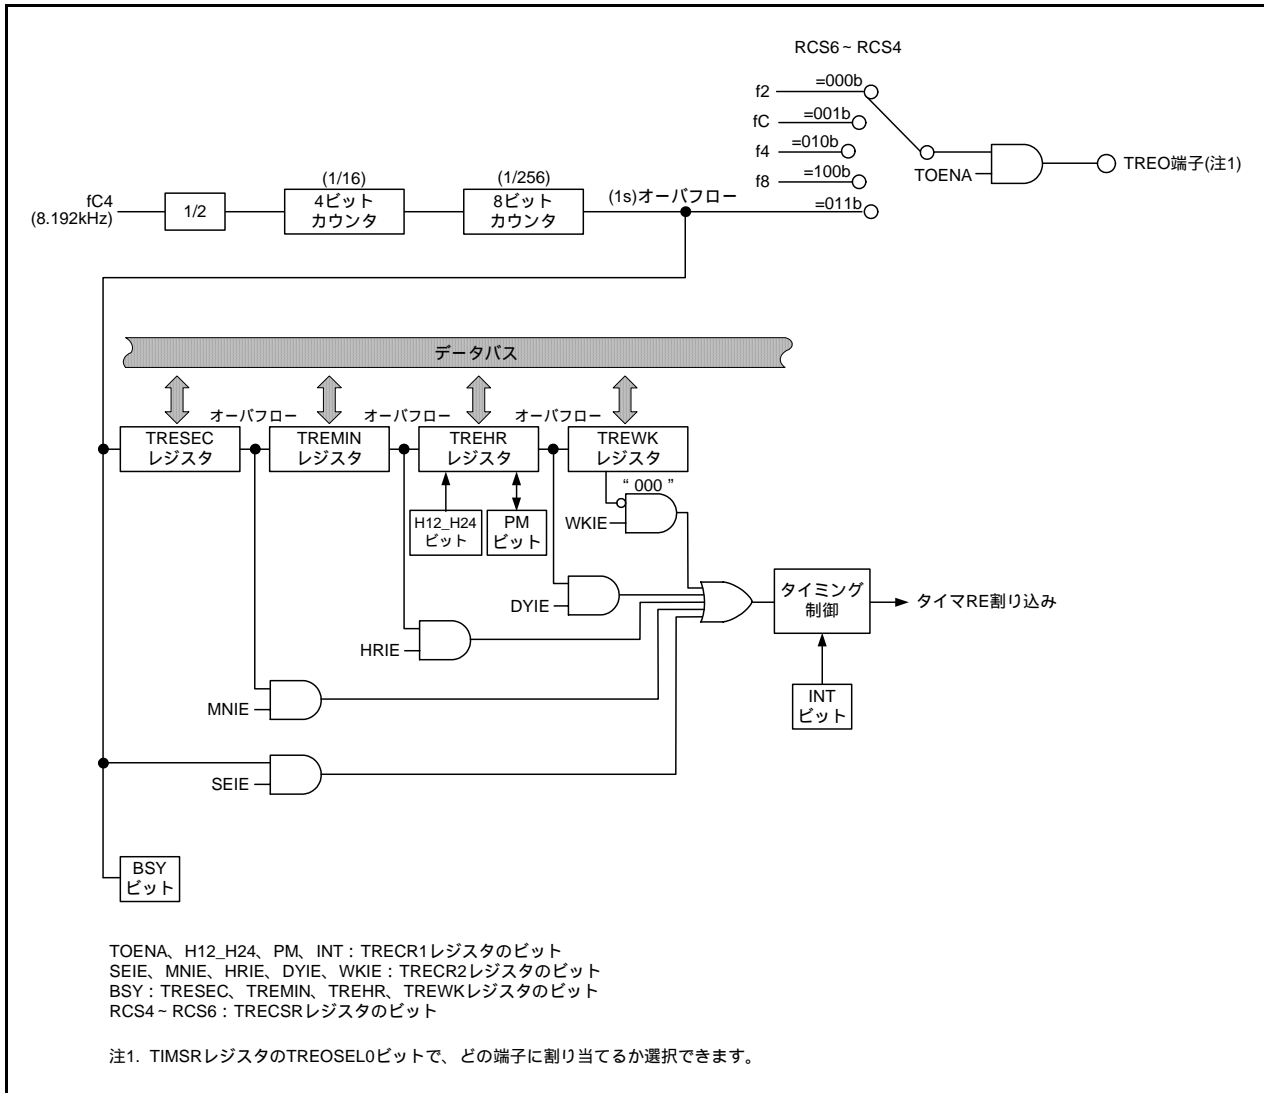 RCS6～RCS4
f2
=000b
fC
=001b
f4
=010b
f8
=100b
=011b
TOENA
TREO端子(注1)
fC4
(8.192kHz)
1/2
(1/16)
4ビット
カウンタ
(1/256)
8ビット
カウンタ
(1s)オーバフロー
データバス
オーバフロー
オーバフロー
オーバフロー
TRESEC
レジスタ
TREMIN
レジスタ
TREHR
レジスタ
TREWK
レジスタ
H12_H24
ビット
PM
ビット
“ 000 ”
WKIE
DYIE
HRIE
MNIE
SEIE
タイミング
制御
タイマRE割り込み
INT
ビット
BSY
ビット
TOENA、H12_H24、PM、INT：TRECR1レジスタのビット
SEIE、MNIE、HRIE、DYIE、WKIE：TRECR2レジスタのビット
BSY：TRESEC、TREMIN、TREHR、TREWKレジスタのビット
RCS4～RCS6：TRECSRレジスタのビット
注1. TIMSRレジスタのTREOSEL0ビットで、どの端子に割り当てるか選択できます。